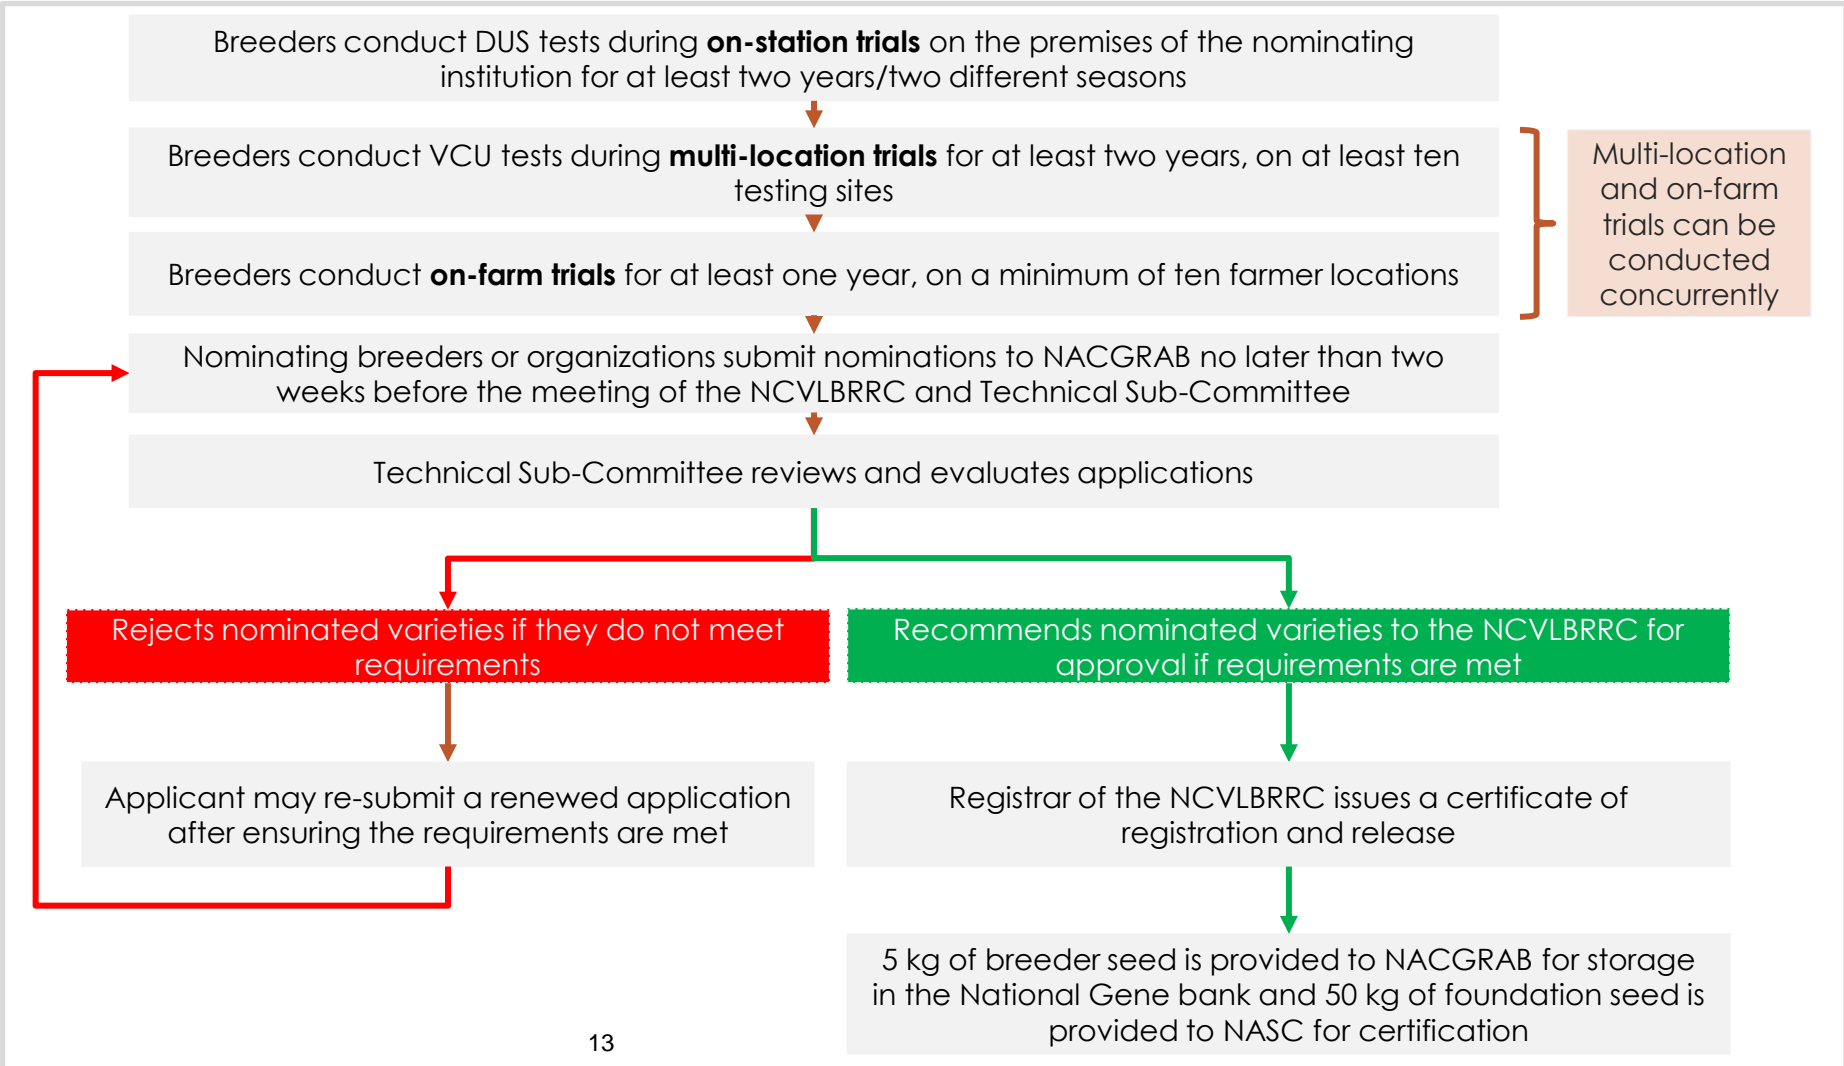 Breeders conduct DUS tests during on-station trials on the premises of the nominating
institution for at least two years/two different seasons
Breeders conduct VCU tests during multi-location trials for at least two years, on at least ten
testing sites
Breeders conduct on-farm trials for at least one year, on a minimum of ten farmer locations
Multi-location
and on-farm
trials can be
conducted
concurrently
Nominating breeders or organizations submit nominations to NACGRAB no later than two
weeks before the meeting of the NCVLBRRC and Technical Sub-Committee
Technical Sub-Committee reviews and evaluates applications
Rejects nominated varieties if they do not meet
requirements
Recommends nominated varieties to the NCVLBRRC for
approval if requirements are met
Applicant may re-submit a renewed application
after ensuring the requirements are met
Registrar of the NCVLBRRC issues a certificate of
registration and release
5 kg of breeder seed is provided to NACGRAB for storage
in the National Gene bank and 50 kg of foundation seed is
provided to NASC for certification
13